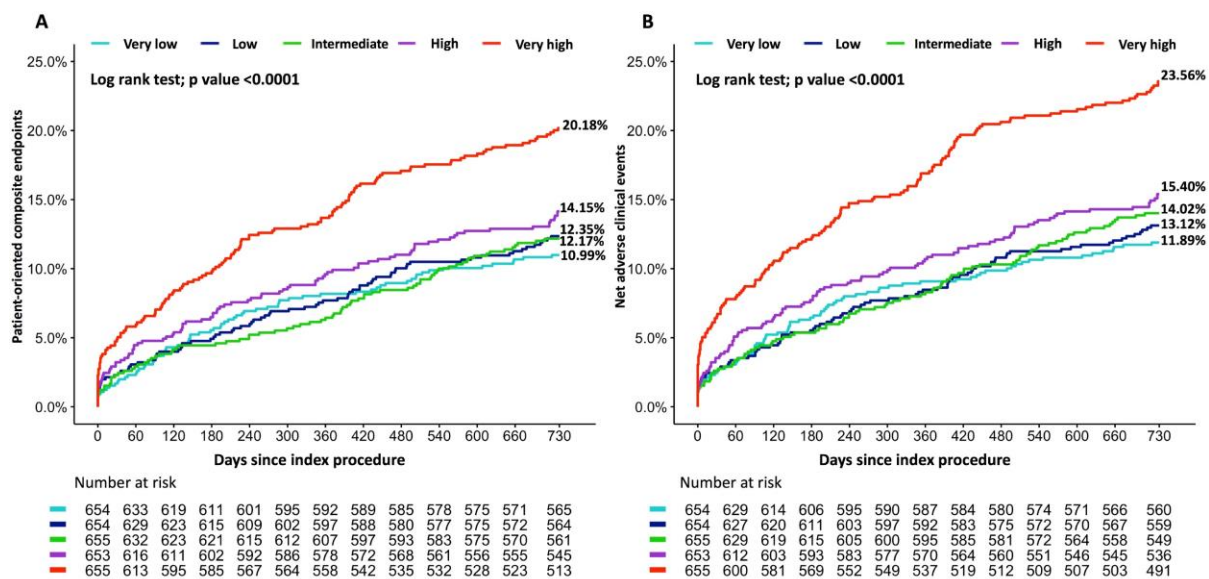 A
Very low Low Intermediate High Very high
25.0%
Log rank test; p value <0.0001
20.0%
15.0%
10.0%
5.0%
0.0%
Patient-oriented composite endpoints
20.18%
14.15%
12.35%
12.17%
10.99%
0 60 120 180 240 300 360 420 480 540 600 660 730
Days since index procedure
Number at risk
654 633 619 611 601 595 592 589 585 578 575 571 565
654 629 623 615 609 602 597 588 580 577 575 572 564
655 632 623 621 615 612 607 597 593 583 575 570 561
653 616 611 602 592 586 578 572 568 561 556 555 545
655 613 595 585 567 564 558 542 535 532 528 523 513
B
Very low Low Intermediate High Very high
25.0%
Log rank test; p value <0.0001
20.0%
15.0%
10.0%
5.0%
0.0%
Net adverse clinical events
23.56%
15.40%
14.02%
13.12%
11.89%
0 60 120 180 240 300 360 420 480 540 600 660 730
Days since index procedure
Number at risk
654 629 614 606 595 590 587 584 580 574 571 566 560
654 627 620 611 603 597 592 583 575 572 570 567 559
655 629 619 615 605 600 595 585 581 572 564 558 549
653 612 603 593 583 577 570 564 560 551 546 545 536
655 600 581 569 552 549 537 519 512 509 507 503 491